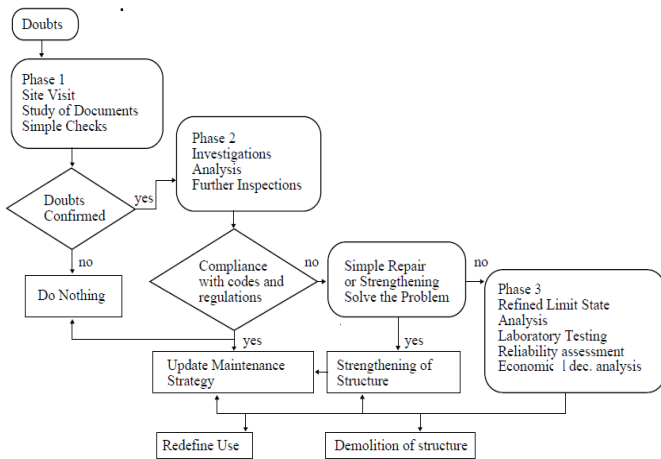 Doubts
Phase 1
Site Visit
Study of Documents
Simple Checks
Doubts
Confirmed
yes
no
Do Nothing
Phase 2
Investigations
Analysis
Further Inspections
Compliance
with codes and
regulations
no
yes
Simple Repair
or Strengthening
Solve the Problem
no
yes
Phase 3
Refined Limit State
Analysis
Laboratory Testing
Reliability assessment
Economic l dec. analysis
Update Maintenance
Strategy
Strengthening of
Structure
Redefine Use
Demolition of structure